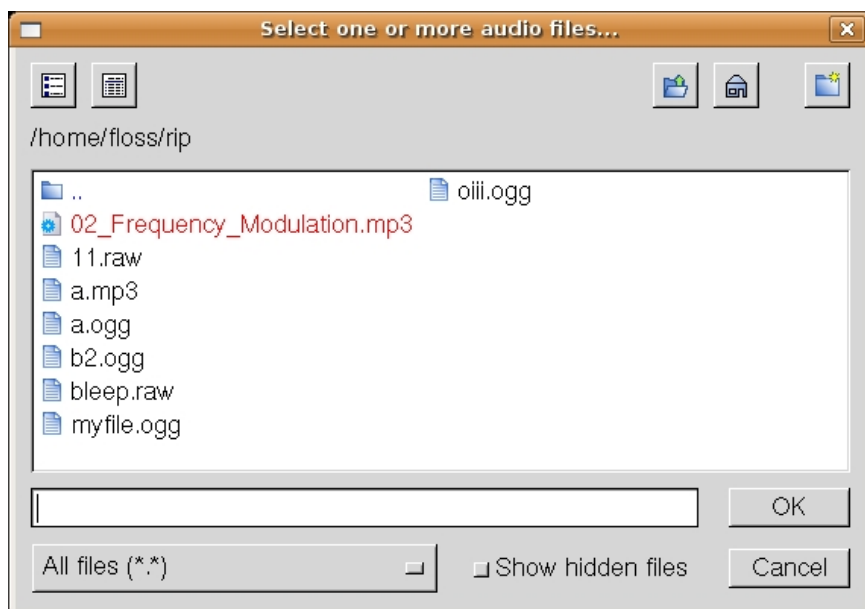 Select one or more audio files...
/home/floss/rip
..
02_Frequency_Modulation.mp3
11.raw
a.mp3
a.ogg
b2.ogg
bleep.raw
myfile.ogg
oiii.ogg
OK
All files (*.*)
Show hidden files
Cancel